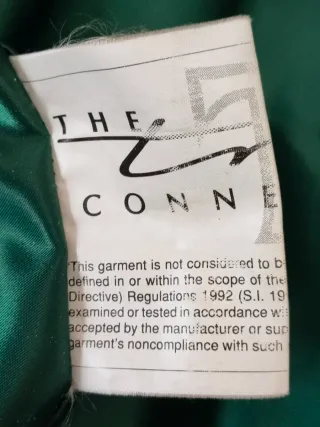 THE
CONNE
This garment is not considered to b
defined in or within the scope of the
Directive) Regulations 1992 (S.I. 19
examined or tested in accordance wi
accepted by the manufacturer or sup
garment's noncompliance with such